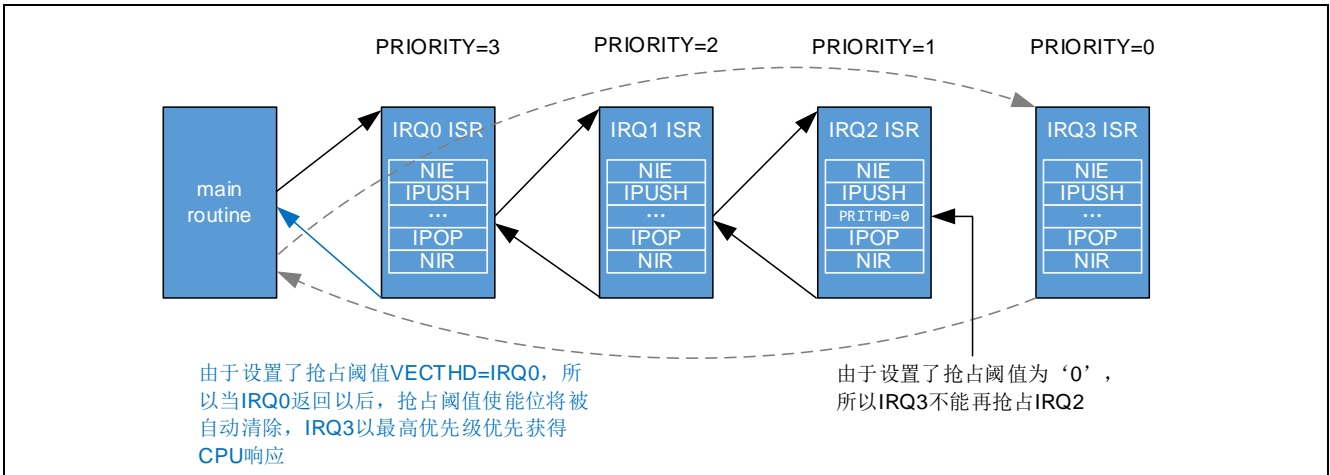 PRIORITY=3
PRIORITY=2
PRIORITY=1
PRIORITY=0
main
routine
IRQ0 ISR
NIE
IPUSH
...
IPOP
NIR
IRQ1 ISR
NIE
IPUSH
...
IPOP
NIR
IRQ2 ISR
NIE
IPUSH
PRITHD=0
IPOP
NIR
IRQ3 ISR
NIE
IPUSH
...
IPOP
NIR
由于设置了抢占阈值VECTHD=IRQ0，所
以当IRQ0返回以后，抢占阈值使能位将被
自动清除，IRQ3以最高优先级优先获得
CPU响应
由于设置了抢占阈值为‘0’，
所以IRQ3不能再抢占IRQ2